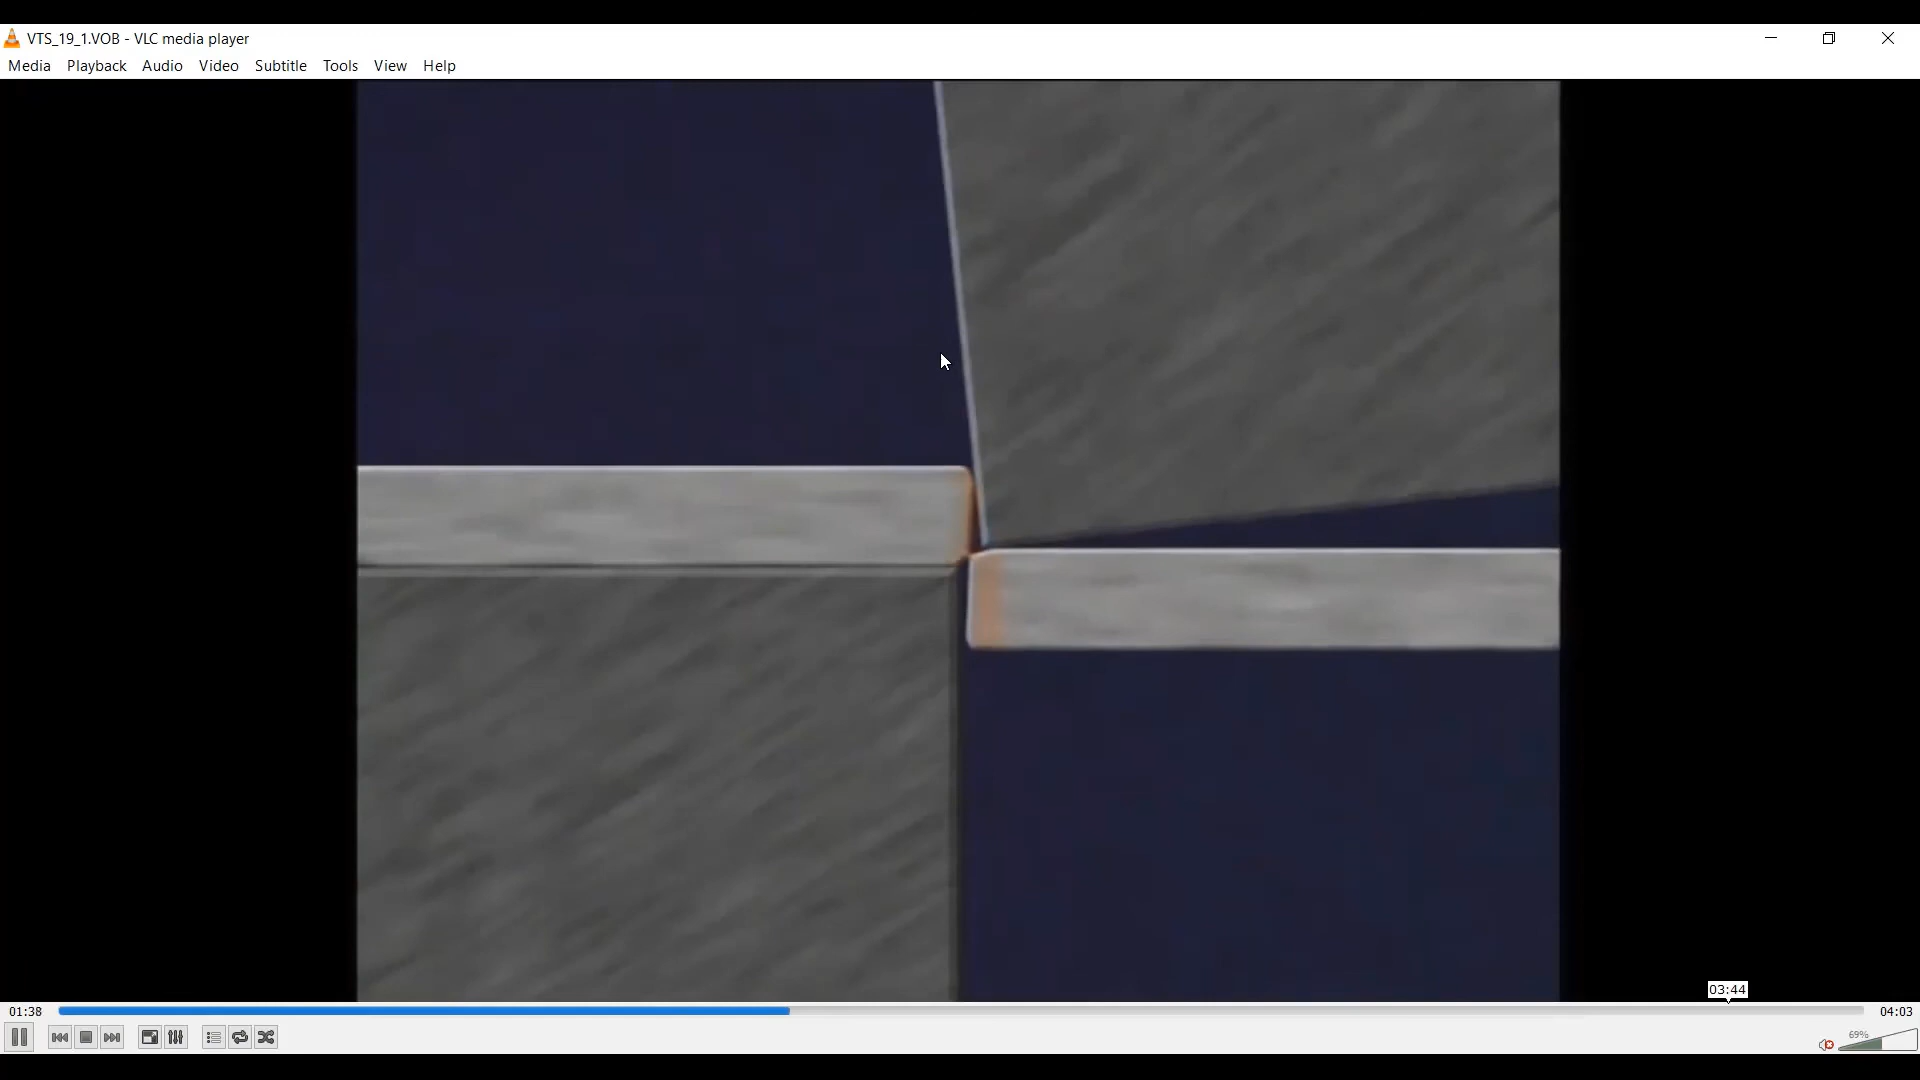 VTS_19_1.VOB - VLC media player
Media Playback Audio Video Subtitle Tools View Help
03:44
01:38
04:03
69%